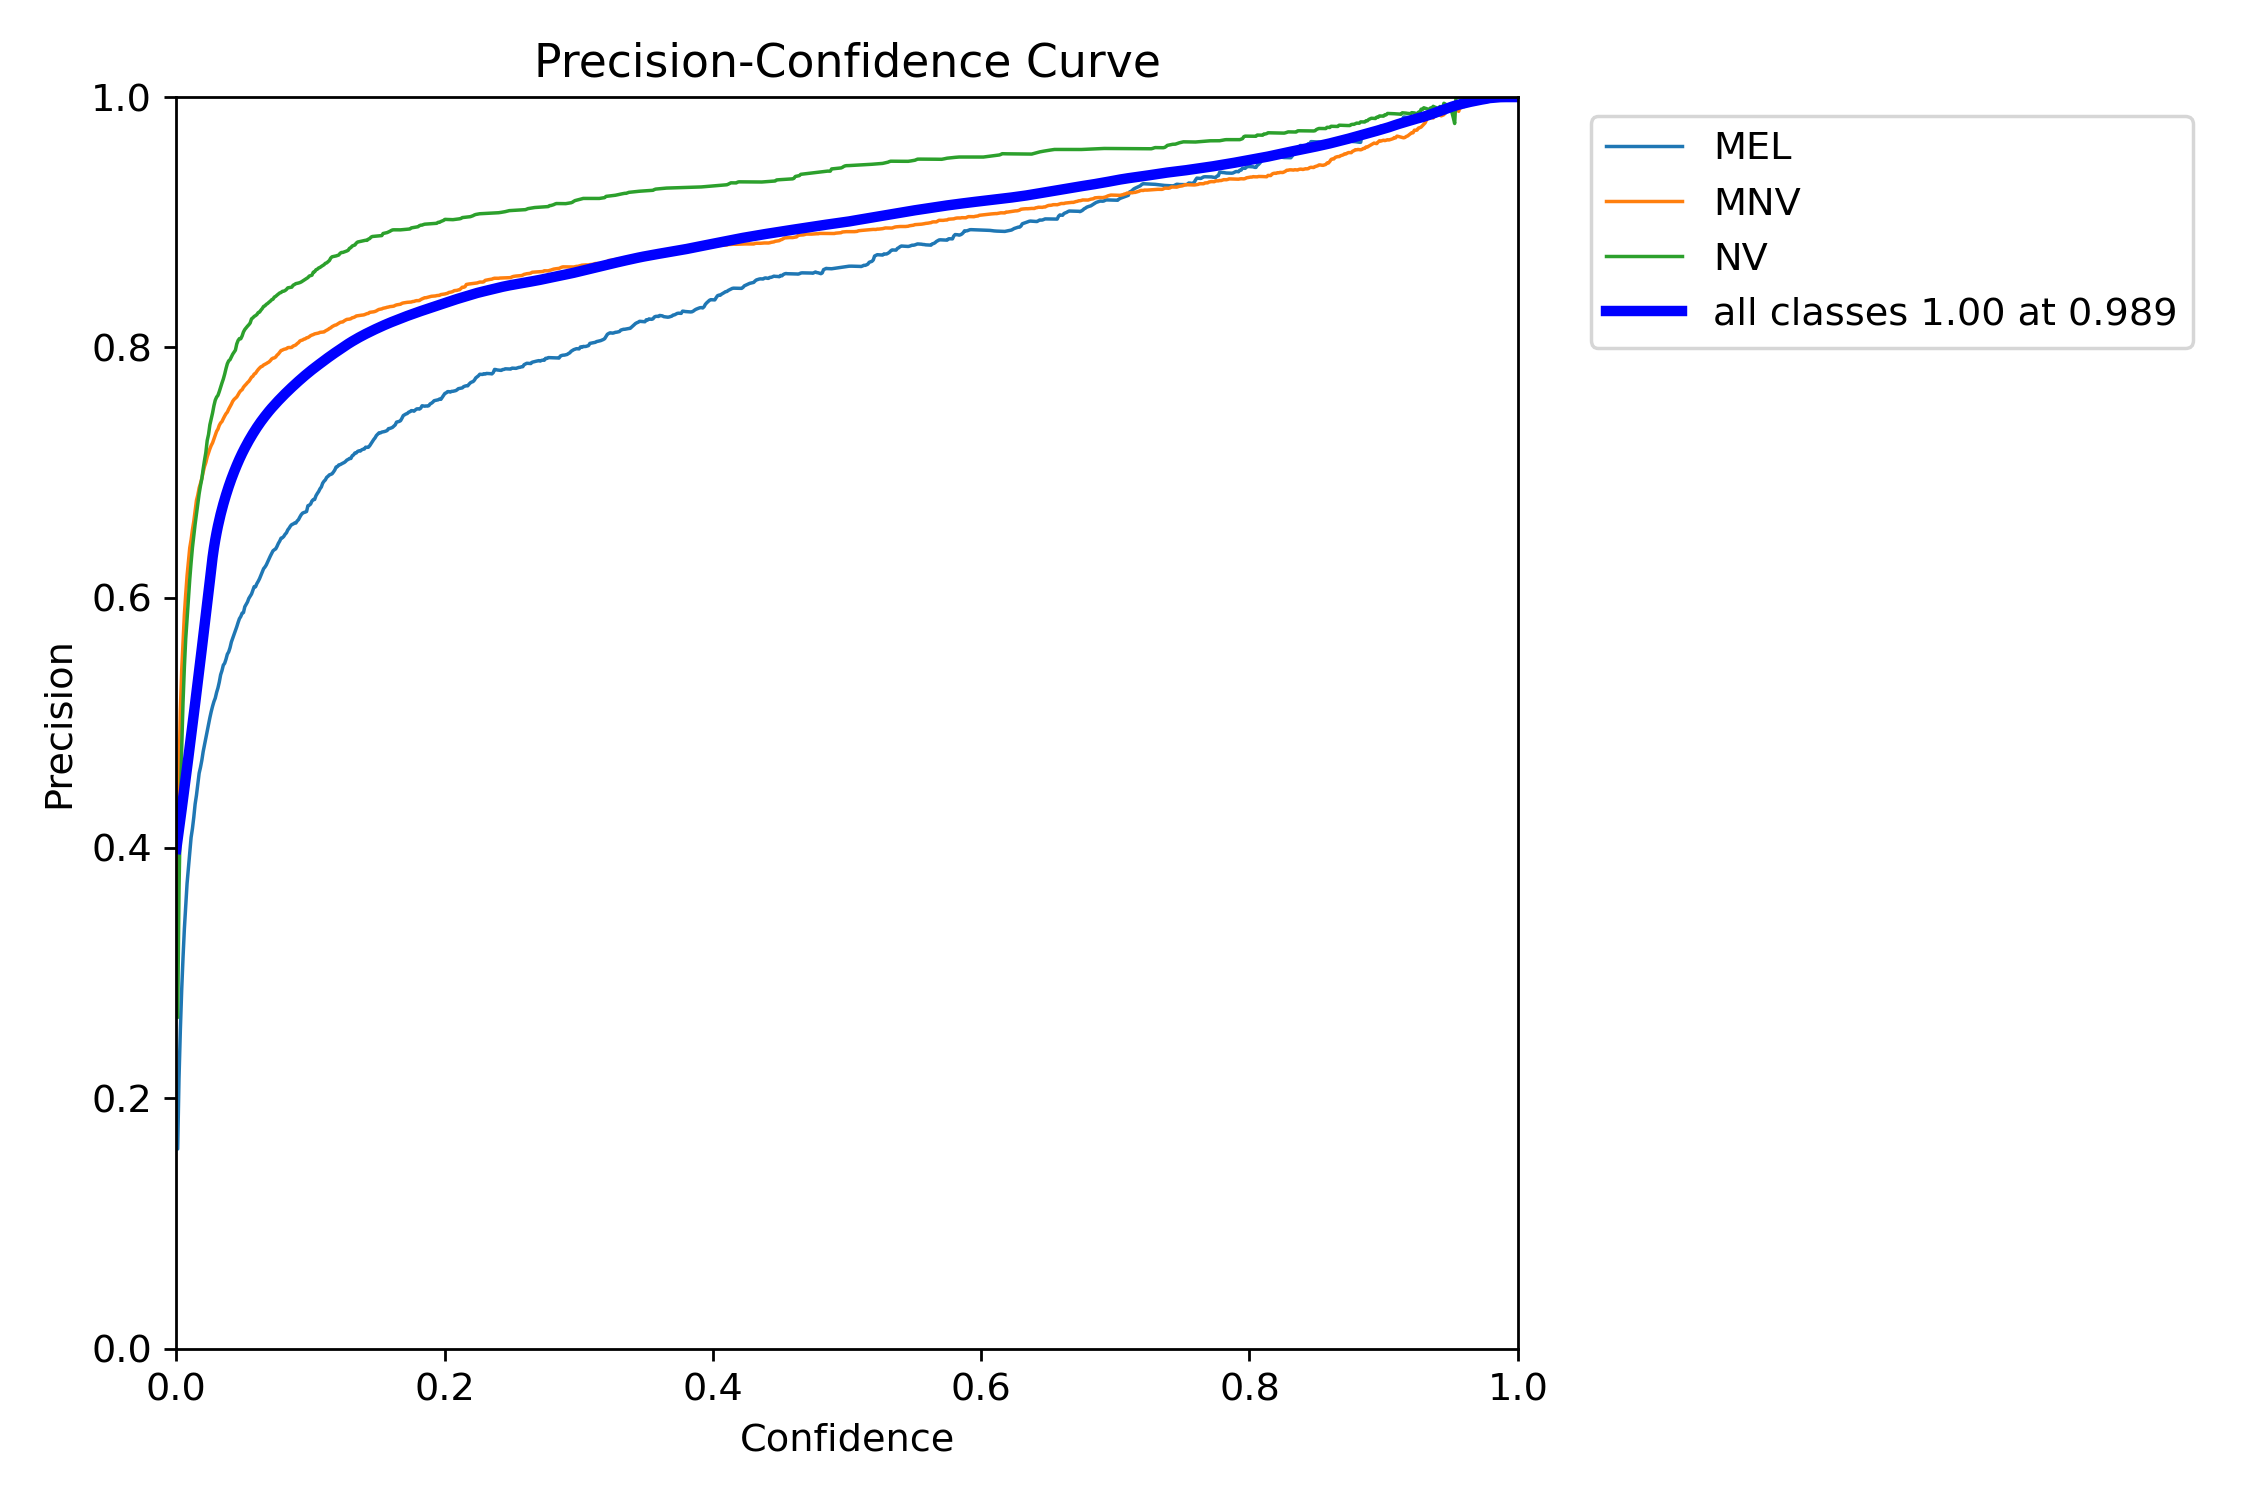 Precision-Confidence Curve
1.0
0.8
0.6
0.4
0.2
0.0
Precision
0.0 0.2 0.4 0.6 0.8 1.0
Confidence
MEL
MNV
NV
all classes 1.00 at 0.989